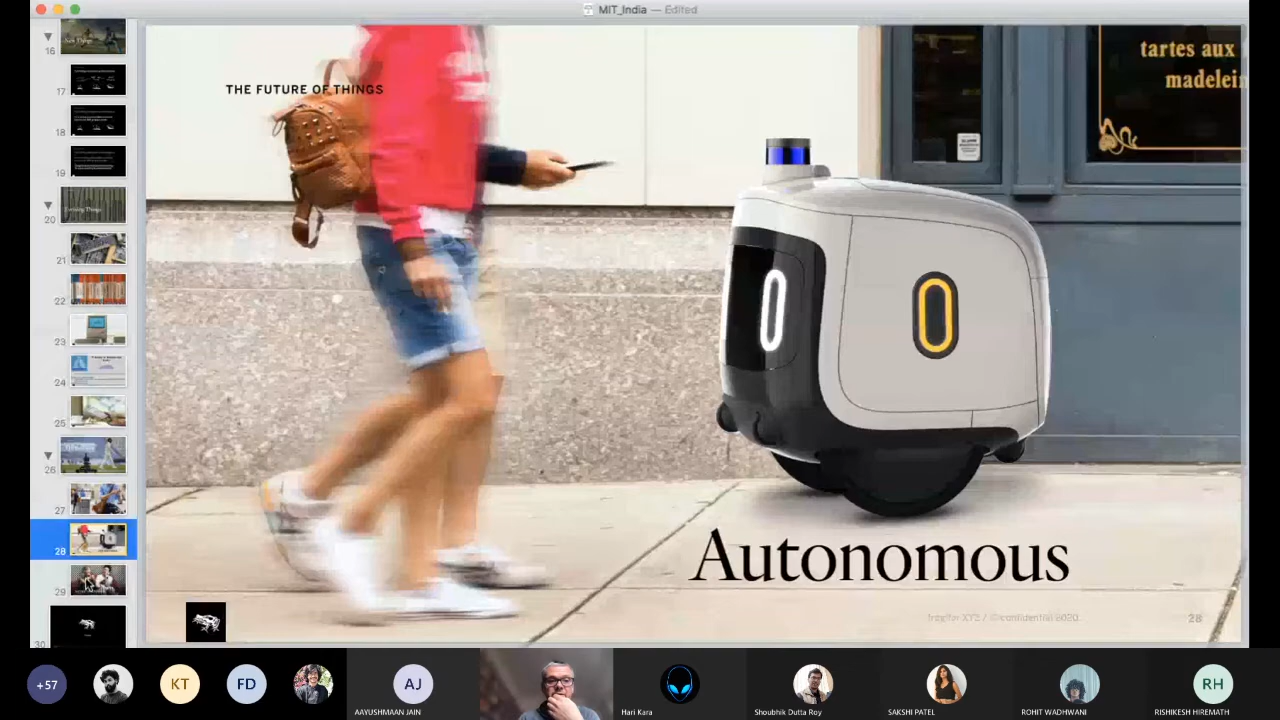 MIT_India — Edited
16
17
18
19
20
21
22
23
24
25
26
27
28
29
30
THE FUTURE OF THINGS
tartes aux
madelein
Autonomous
28
+57
KT
FD
AJ
RH
AAYUSHMAAN JAIN
Hari Kara
Shoubhik Dutta Roy
SAKSHI PATEL
ROHIT WADHWANI
RISHIKESH HIREMATH